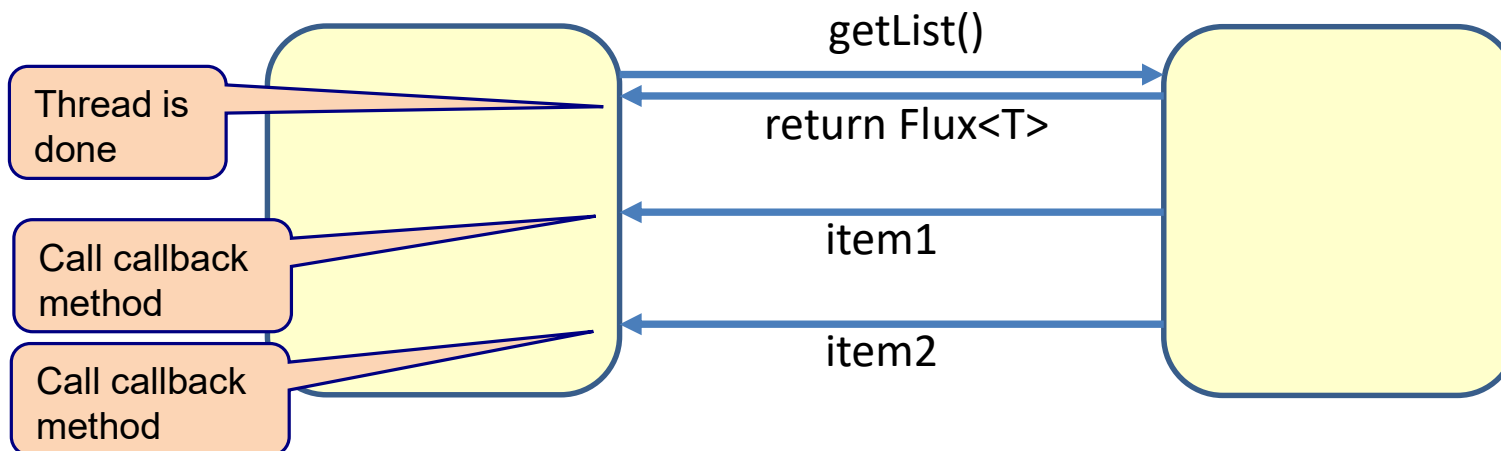 getList()
Thread is
done
return Flux<T>
Call callback
method
item1
Call callback
method
item2